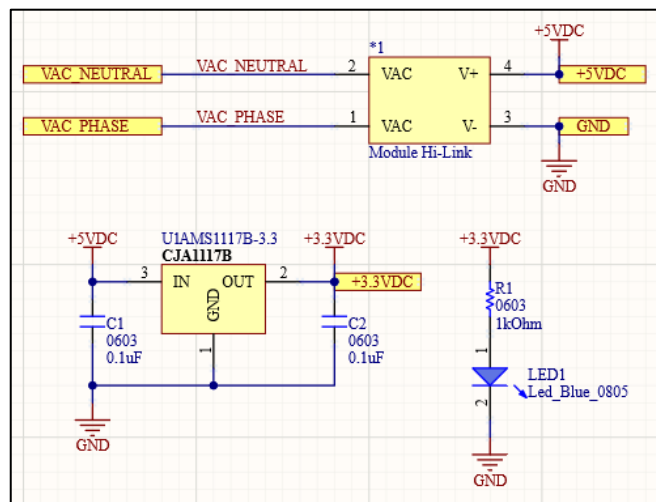 +5VDC
*1
VAC_NEUTRAL
VAC_NEUTRAL
2
VAC
V+
4
+5VDC
VAC_PHASE
VAC_PHASE
1
VAC
V-
3
GND
Module Hi-Link
GND
+5VDC
U1AMS1117B-3.3
CJA1117B
+3.3VDC
3
IN
OUT
2
+3.3VDC
GND
1
C1
0603
0.1uF
C2
0603
0.1uF
GND
+3.3VDC
R1
0603
1kOhm
1
LED1
Led_Blue_0805
2
GND